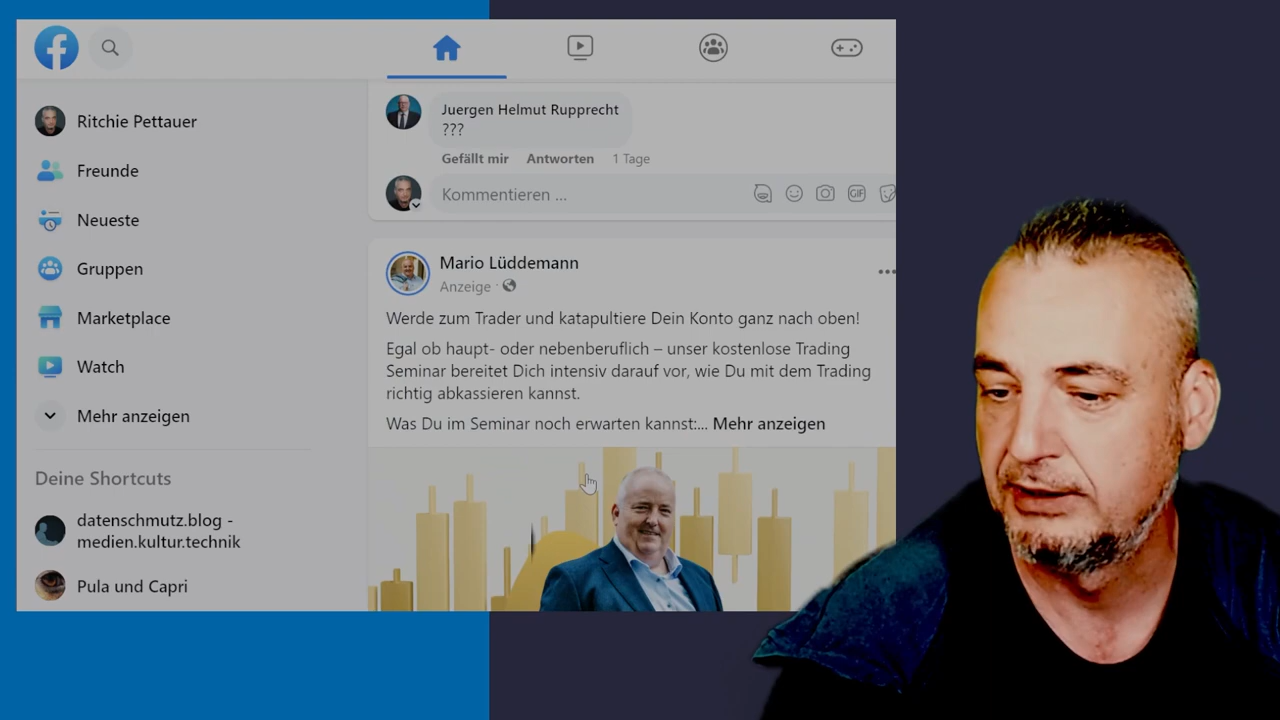 Ritchie Pettauer
Freunde
Neueste
Gruppen
Marketplace
Watch
Mehr anzeigen
Deine Shortcuts
datenschmutz.blog -
medien.kultur.technik
Pula und Capri
Juergen Helmut Rupprecht
???
Gefällt mir Antworten 1 Tage
Kommentieren ...
GIF
Mario Lüddemann
Anzeige ·
Werde zum Trader und katapultiere Dein Konto ganz nach oben!
Egal ob haupt- oder nebenberuflich – unser kostenlose Trading
Seminar bereitet Dich intensiv darauf vor, wie Du mit dem Trading
richtig abkassieren kannst.
Was Du im Seminar noch erwarten kannst:... Mehr anzeigen